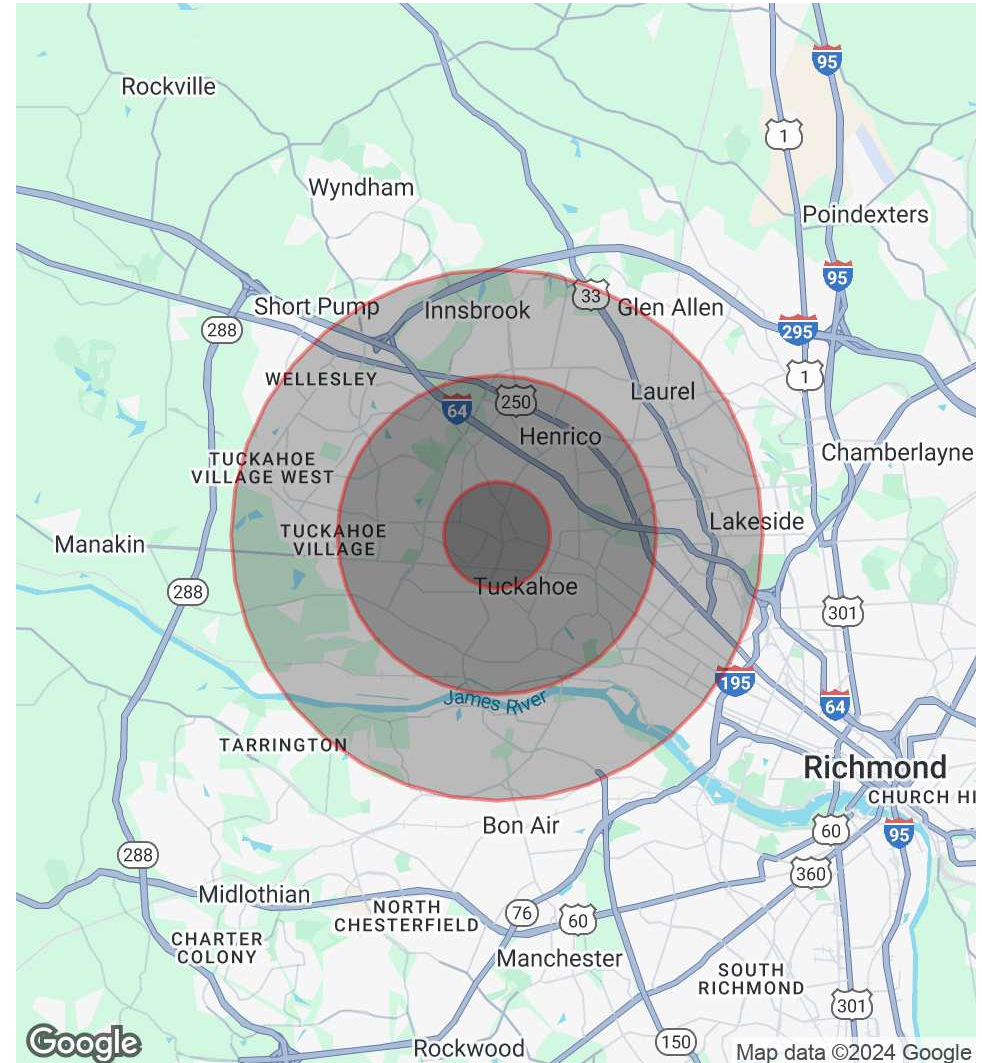 95
Rockville
1
Wyndham
Poindexters
95
33
Short Pump
Innsbrook
Glen Allen
288
295
1
WELLESLEY
Laurel
250
64
Henrico
Chamberlayne
TUCKAHOE
VILLAGE WEST
Lakeside
TUCKAHOE
VILLAGE
Manakin
Tuckahoe
288
301
195
James River
64
TARRINGTON
Richmond
CHURCH HI
Bon Air
60
95
288
360
Midlothian
NORTH
CHESTERFIELD
76
60
CHARTER
COLONY
Manchester
SOUTH
RICHMOND
301
Google
Rockwood
150
Map data ©2024 Google